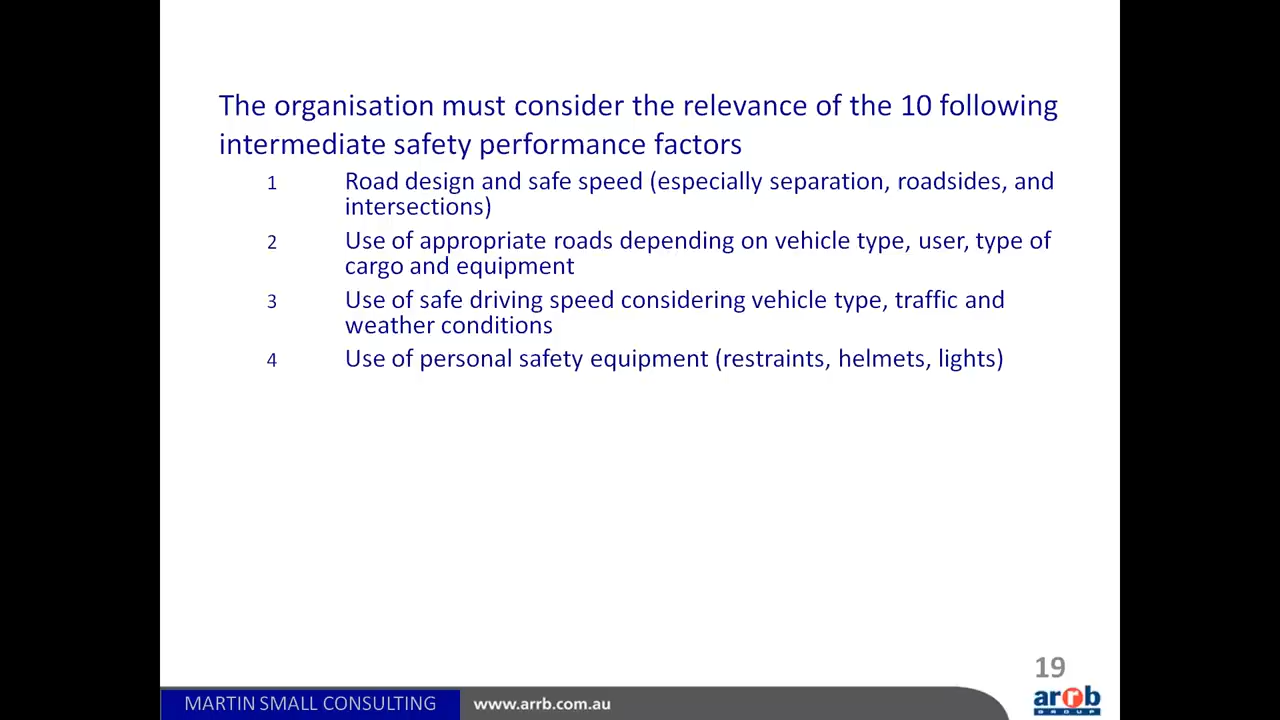 The organisation must consider the relevance of the 10 following
intermediate safety performance factors
1 Road design and safe speed (especially separation, roadsides, and
intersections)
2 Use of appropriate roads depending on vehicle type, user, type of
cargo and equipment
3 Use of safe driving speed considering vehicle type, traffic and
weather conditions
4 Use of personal safety equipment (restraints, helmets, lights)
19
MARTIN SMALL CONSULTING
www.arrb.com.au
arrb
GROUP